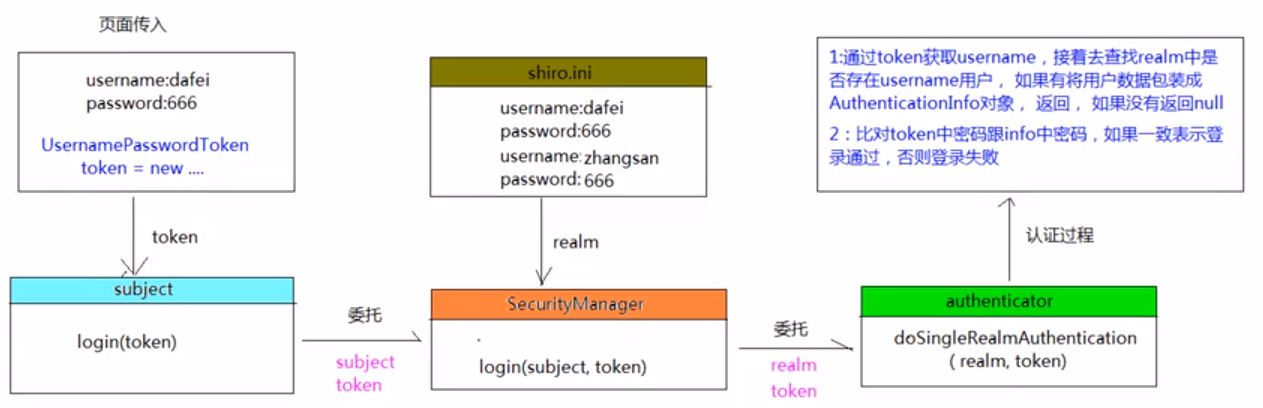 页面传入
username:dafei
password:666
UsernamePasswordToken
token = new ....
token
subject
login(token)
委托
subject
token
shiro.ini
username:dafei
password:666
username:zhangsan
password:666
realm
SecurityManager
login(subject, token)
委托
realm
token
1:通过token获取username，接着去查找realm中是
否存在username用户， 如果有将用户数据包装成
AuthenticationInfo对象， 返回， 如果没有返回null
2：比对token中密码跟info中密码，如果一致表示登
录通过，否则登录失败
认证过程
authenticator
doSingleRealmAuthentication
( realm, token)